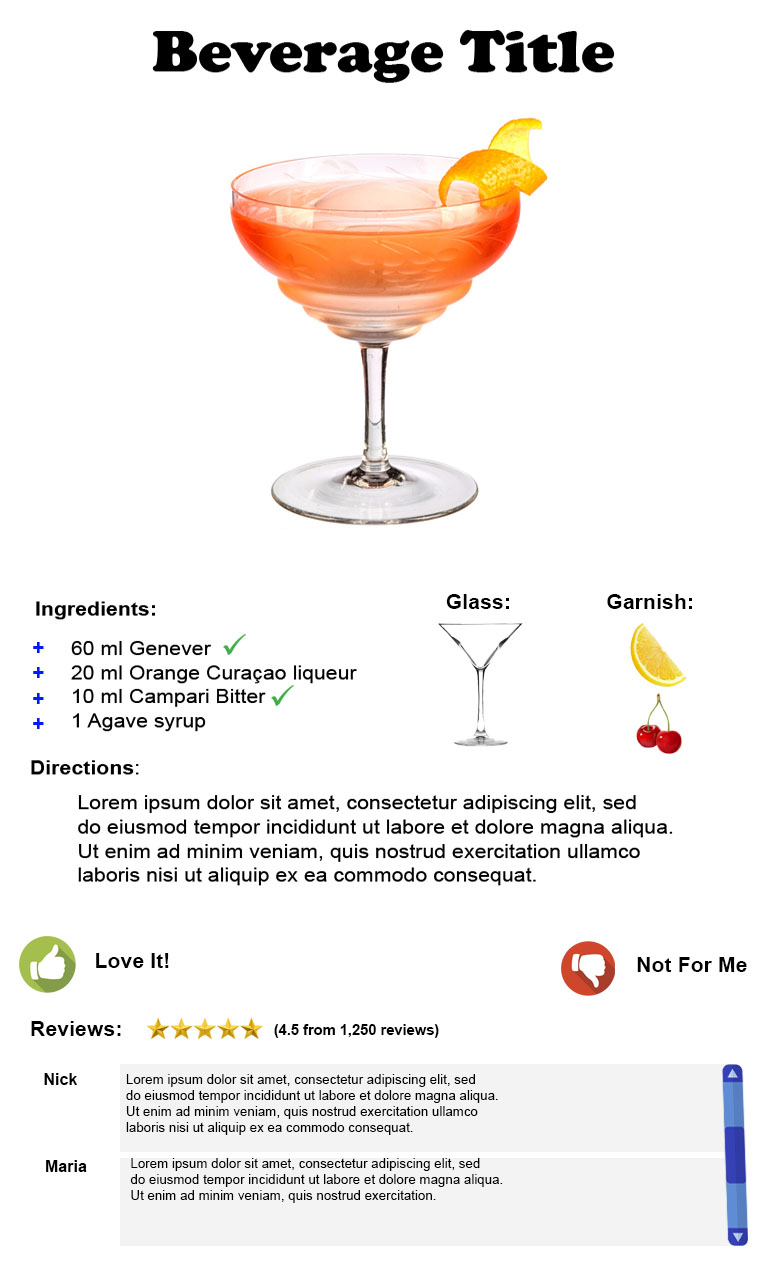 Beverage Title
Ingredients:
+ 60 ml Genever ✓
+ 20 ml Orange Curaçao liqueur
+ 10 ml Campari Bitter ✓
+ 1 Agave syrup
Glass:
Garnish:
Directions:
Lorem ipsum dolor sit amet, consectetur adipiscing elit, sed
do eiusmod tempor incididunt ut labore et dolore magna aliqua.
Ut enim ad minim veniam, quis nostrud exercitation ullamco
laboris nisi ut aliquip ex ea commodo consequat.
Love It!
Not For Me
Reviews: (4.5 from 1,250 reviews)
Nick
Lorem ipsum dolor sit amet, consectetur adipiscing elit, sed
do eiusmod tempor incididunt ut labore et dolore magna aliqua.
Ut enim ad minim veniam, quis nostrud exercitation ullamco
laboris nisi ut aliquip ex ea commodo consequat.
Maria
Lorem ipsum dolor sit amet, consectetur adipiscing elit, sed
do eiusmod tempor incididunt ut labore et dolore magna aliqua.
Ut enim ad minim veniam, quis nostrud exercitation.